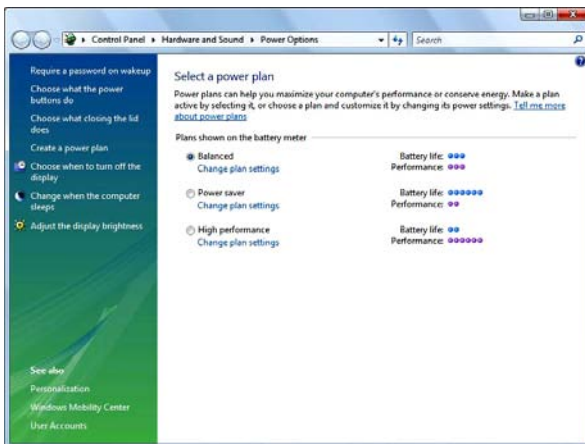 Control Panel ▸ Hardware and Sound ▸ Power Options
Search
Require a password on wakeup
Choose what the power
buttons do
Choose what closing the lid
does
Create a power plan
Choose when to turn off the
display
Change when the computer
sleeps
Adjust the display brightness
See also
Personalization
Windows Mobility Center
User Accounts
Select a power plan
Power plans can help you maximize your computer's performance or conserve energy. Make a plan
active by selecting it, or choose a plan and customize it by changing its power settings. Tell me more
about power plans
Plans shown on the battery meter
Balanced Battery life:
Change plan settings Performance:
Power saver Battery life:
Change plan settings Performance:
High performance Battery life:
Change plan settings Performance: